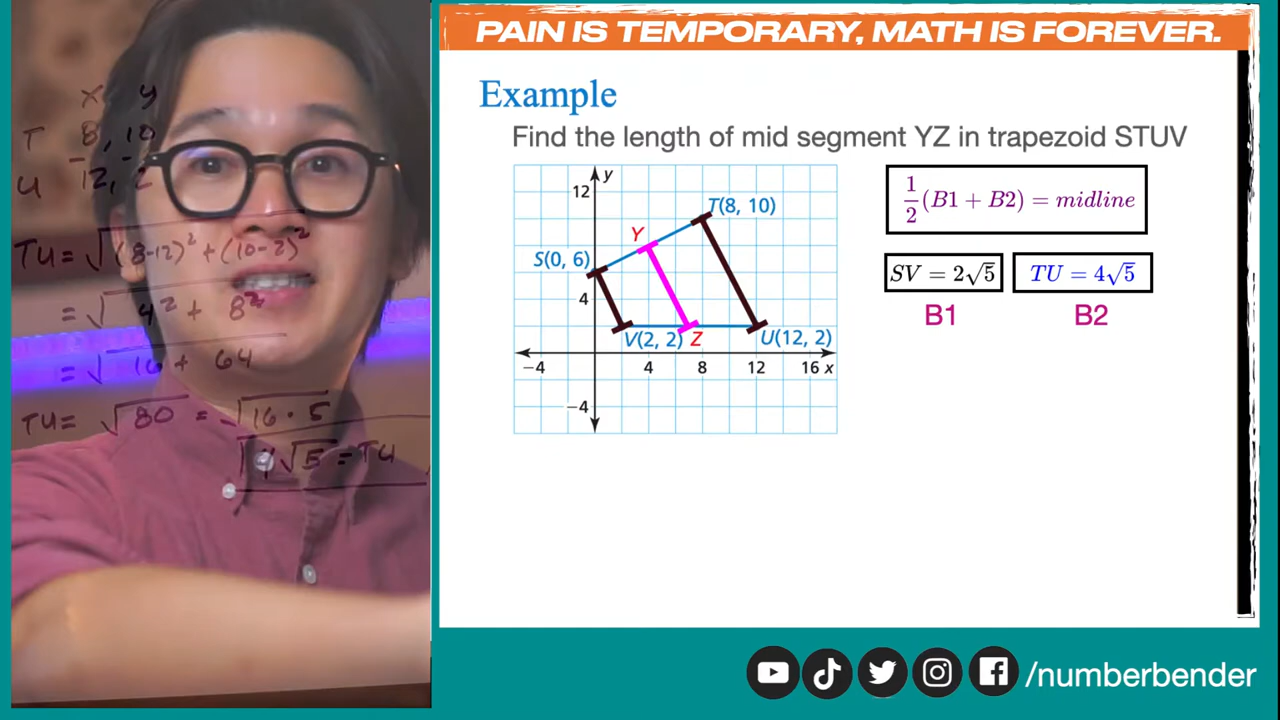 PAIN IS TEMPORARY, MATH IS FOREVER.
Example
Find the length of mid segment YZ in trapezoid STUV
x y
T 8, 10
U 12, 2
TU = √(8-12)² + (10-2)²
= √4² + 8²
= √16 + 64
TU = √80 = √16 · 5
4√5 = TU
y
12
T(8, 10)
Y
S(0, 6)
4
V(2, 2)
Z
U(12, 2)
−4
4
8
12
16 x
−4
1/2(B1 + B2) = midline
SV = 2√5
TU = 4√5
B1
B2
/numberbender